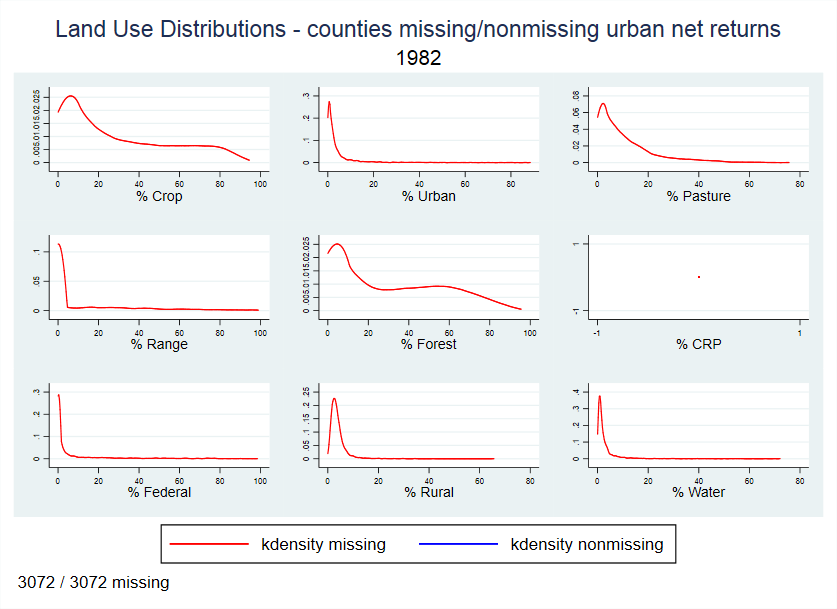 Land Use Distributions - counties missing/nonmissing urban net returns
1982
0 .005.01.015.02.025
0 20 40 60 80 100
% Crop
0 .1 .2 .3
0 20 40 60 80
% Urban
0 .02 .04 .06 .08
0 20 40 60 80
% Pasture
0 .05 .1
0 20 40 60 80 100
% Range
0 .005.01.015.02.025
0 20 40 60 80 100
% Forest
-1 1
-1 1
% CRP
0 .1 .2 .3
0 20 40 60 80 100
% Federal
0 .05 .1 .15 .2 .25
0 20 40 60 80
% Rural
0 .1 .2 .3 .4
0 20 40 60 80
% Water
kdensity missing kdensity nonmissing
3072 / 3072 missing